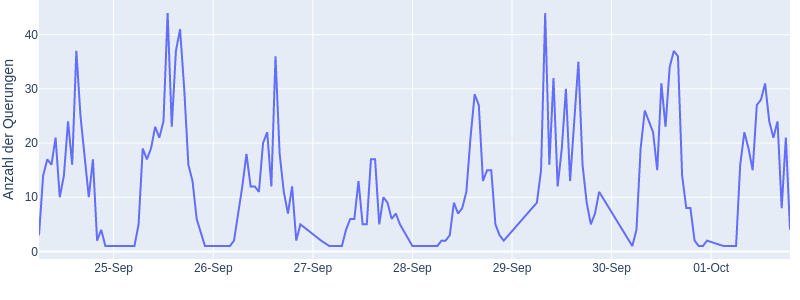 Anzahl der Querungen
40
30
20
10
0
25-Sep
26-Sep
27-Sep
28-Sep
29-Sep
30-Sep
01-Oct